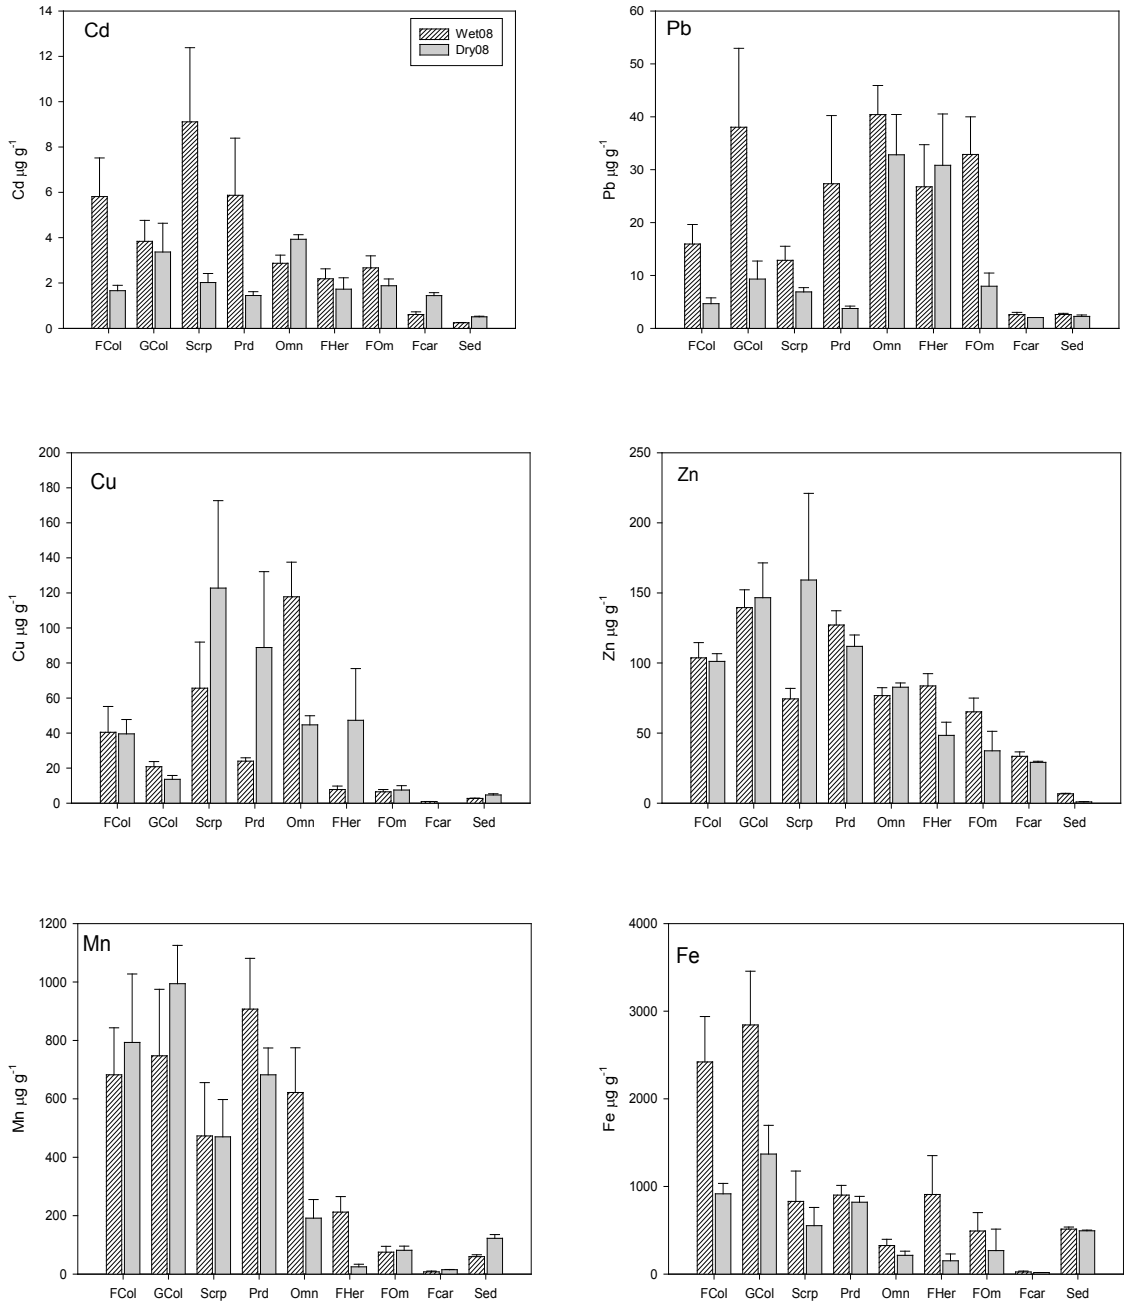 Cd
Wet08
Dry08
Cd µg g-1
14
12
10
8
6
4
2
0
FCol GCol Scrp Prd Omn FHer FOm Fcar Sed
Pb
Pb µg g-1
60
50
40
30
20
10
0
FCol GCol Scrp Prd Omn FHer FOm Fcar Sed
Cu
Cu µg g-1
200
180
160
140
120
100
80
60
40
20
0
FCol GCol Scrp Prd Omn FHer FOm Fcar Sed
Zn
Zn µg g-1
250
200
150
100
50
0
FCol GCol Scrp Prd Omn FHer FOm Fcar Sed
Mn
Mn µg g-1
1200
1000
800
600
400
200
0
FCol GCol Scrp Prd Omn FHer FOm Fcar Sed
Fe
Fe µg g-1
4000
3000
2000
1000
0
FCol GCol Scrp Prd Omn FHer FOm Fcar Sed